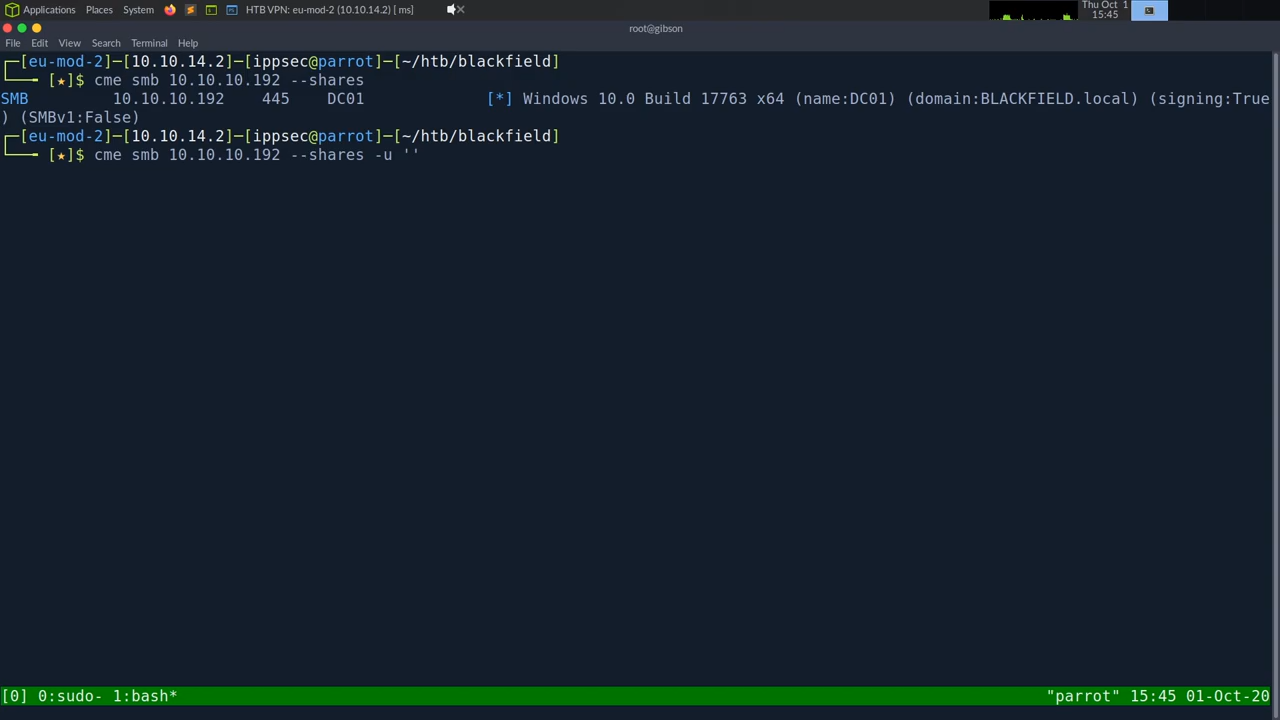 Applications Places System HTB VPN: eu-mod-2 (10.10.14.2) [ ms] Thu Oct 1
15:45
root@gibson
File Edit View Search Terminal Help
┌─[eu-mod-2]─[10.10.14.2]─[ippsec@parrot]─[~/htb/blackfield]
└──╼ [★]$ cme smb 10.10.10.192 --shares
SMB 10.10.10.192 445 DC01 [*] Windows 10.0 Build 17763 x64 (name:DC01) (domain:BLACKFIELD.local) (signing:True
) (SMBv1:False)
┌─[eu-mod-2]─[10.10.14.2]─[ippsec@parrot]─[~/htb/blackfield]
└──╼ [★]$ cme smb 10.10.10.192 --shares -u ''
[0] 0:sudo- 1:bash* "parrot" 15:45 01-Oct-20